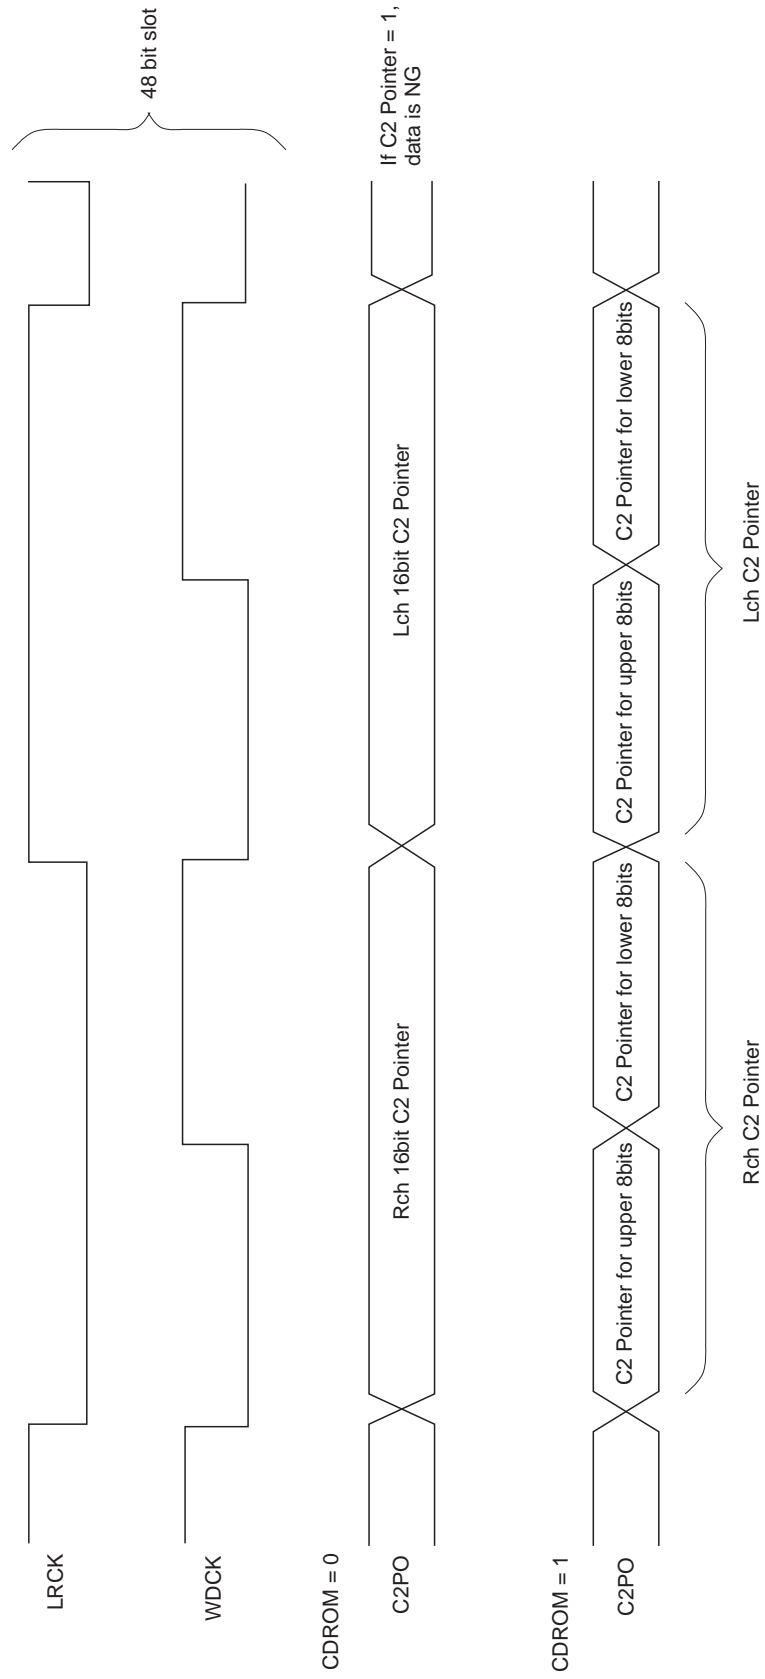 48 bit slot
LRCK
WDCK
If C2 Pointer = 1,
data is NG
CDROM = 0
C2PO
Rch 16bit C2 Pointer
Lch 16bit C2 Pointer
CDROM = 1
C2PO
C2 Pointer for upper 8bits
C2 Pointer for lower 8bits
C2 Pointer for upper 8bits
C2 Pointer for lower 8bits
Rch C2 Pointer
Lch C2 Pointer